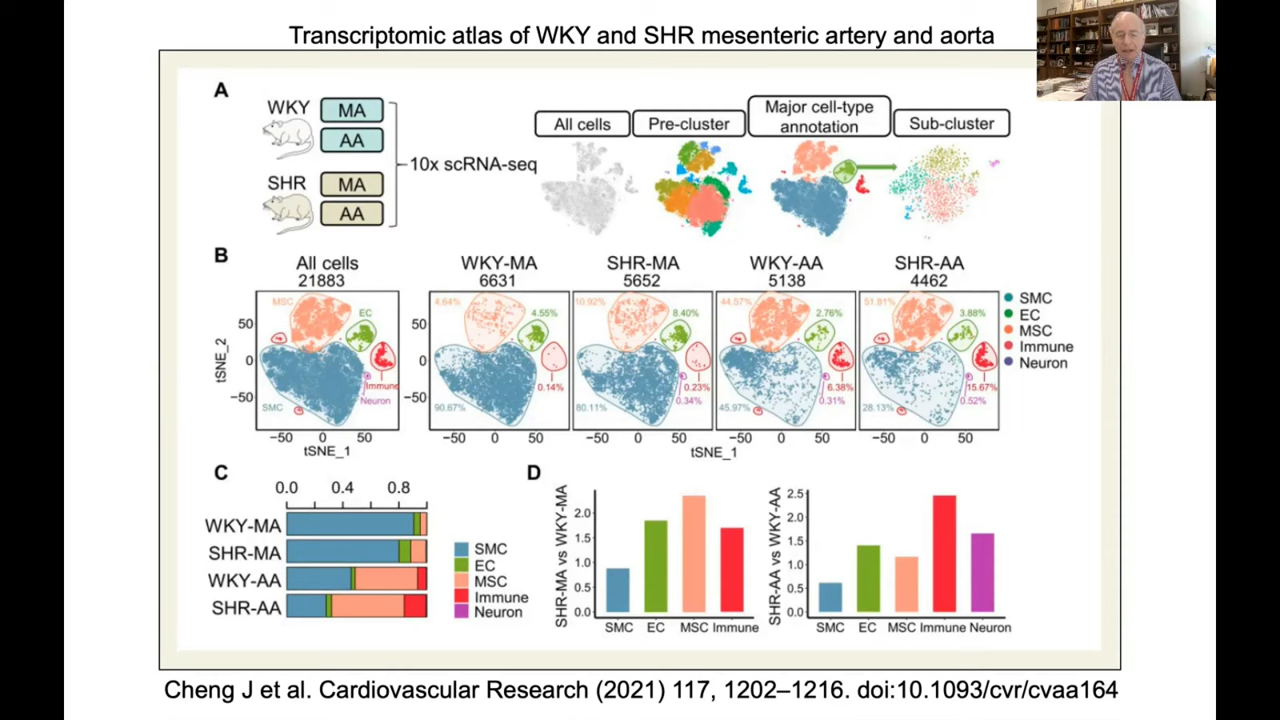 Transcriptomic atlas of WKY and SHR mesenteric artery and aorta
A
WKY
MA
AA
SHR
MA
AA
10x scRNA-seq
All cells
Pre-cluster
Major cell-type
annotation
Sub-cluster
B
All cells
21883
WKY-MA
6631
SHR-MA
5652
WKY-AA
5138
SHR-AA
4462
tSNE_2
50
0
−50
MSC
EC
Immune
Neuron
SMC
−50 0 50
tSNE_1
50
0
−50
4.64%
4.55%
0.14%
90.67%
−50 0 50
10.92%
8.40%
0.23%
0.34%
80.11%
−50 0 50
44.57%
2.76%
6.38%
0.31%
45.97%
−50 0 50
51.81%
3.88%
15.67%
0.52%
28.13%
−50 0 50
tSNE_1
SMC
EC
MSC
Immune
Neuron
C
0.0 0.4 0.8
WKY-MA
SHR-MA
WKY-AA
SHR-AA
SMC
EC
MSC
Immune
Neuron
D
SHR-MA vs WKY-MA
2.0
1.5
1.0
0.5
0.0
SMC EC MSC Immune
SHR-AA vs WKY-AA
2.5
2.0
1.5
1.0
0.5
0.0
SMC EC MSC Immune Neuron
Cheng J et al. Cardiovascular Research (2021) 117, 1202–1216. doi:10.1093/cvr/cvaa164